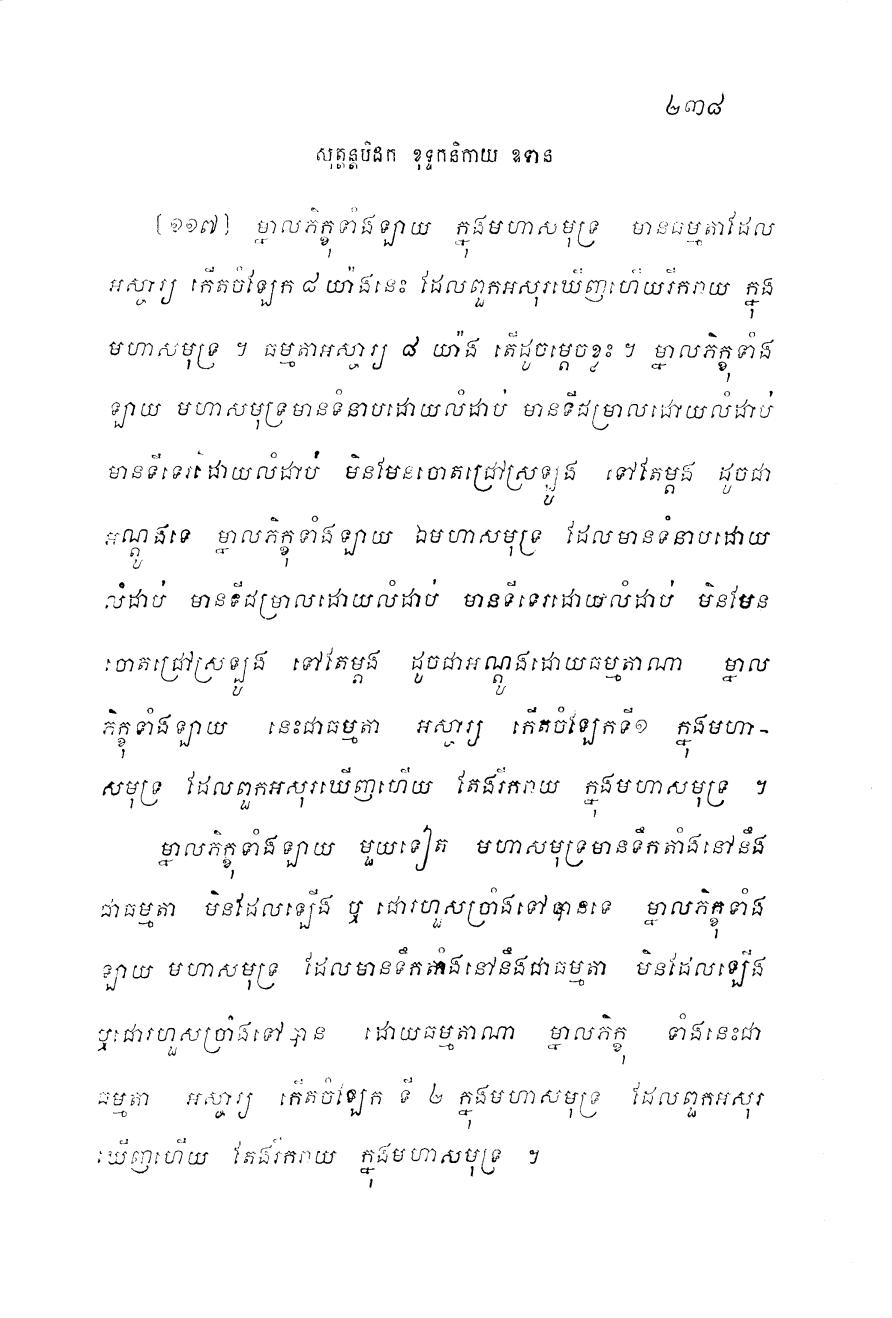 ២៣៨
សុត្តន្តបិដក ខុទ្ទកនិកាយ ឧទាន
[១១៧] ម្នាលភិក្ខុទាំងឡាយ ក្នុងមហាសមុទ្រ មានធម្មតាដែល
អស្ចារ្យ កើតចំឡែក ៨ យ៉ាងនេះ ដែលពួកអសុរឃើញហើយរីករាយ ក្នុង
មហាសមុទ្រ ។ ធម្មតាអស្ចារ្យ ៨ យ៉ាង តើដូចម្ដេចខ្លះ ។ ម្នាលភិក្ខុទាំង
ឡាយ មហាសមុទ្រមានទំនាបដោយលំដាប់ មានទីជម្រាលដោយលំដាប់
មានទីទេរដោយលំដាប់ មិនមែនចោតជ្រៅស្រឡូង ទៅតែម្ដង ដូចជា
អណ្ដូងទេ ម្នាលភិក្ខុទាំងឡាយ ឯមហាសមុទ្រ ដែលមានទំនាបដោយ
លំដាប់ មានទីជម្រាលដោយលំដាប់ មានទីទេរដោយលំដាប់ មិនមែន
ចោតជ្រៅស្រឡូង ទៅតែម្ដង ដូចជាអណ្ដូងដោយធម្មតាណា ម្នាល
ភិក្ខុទាំងឡាយ នេះជាធម្មតា អស្ចារ្យ កើតចំឡែកទី១ ក្នុងមហា-
សមុទ្រ ដែលពួកអសុរឃើញហើយ តែងរីករាយ ក្នុងមហាសមុទ្រ ។
ម្នាលភិក្ខុទាំងឡាយ មួយទៀត មហាសមុទ្រមានទឹកតាំងនៅនឹង
ជាធម្មតា មិនដែលឡើង ឬ ជោរហួសច្រាំងទៅបានទេ ម្នាលភិក្ខុទាំង
ឡាយ មហាសមុទ្រ ដែលមានទឹកតាំងនៅនឹងជាធម្មតា មិនដែលឡើង
ឬជោរហួសច្រាំងទៅបាន ដោយធម្មតាណា ម្នាលភិក្ខុ ទាំងនេះជា
ធម្មតា អស្ចារ្យ កើតចំឡែក ទី ២ ក្នុងមហាសមុទ្រ ដែលពួកអសុរ
ឃើញហើយ តែងរីករាយ ក្នុងមហាសមុទ្រ ។